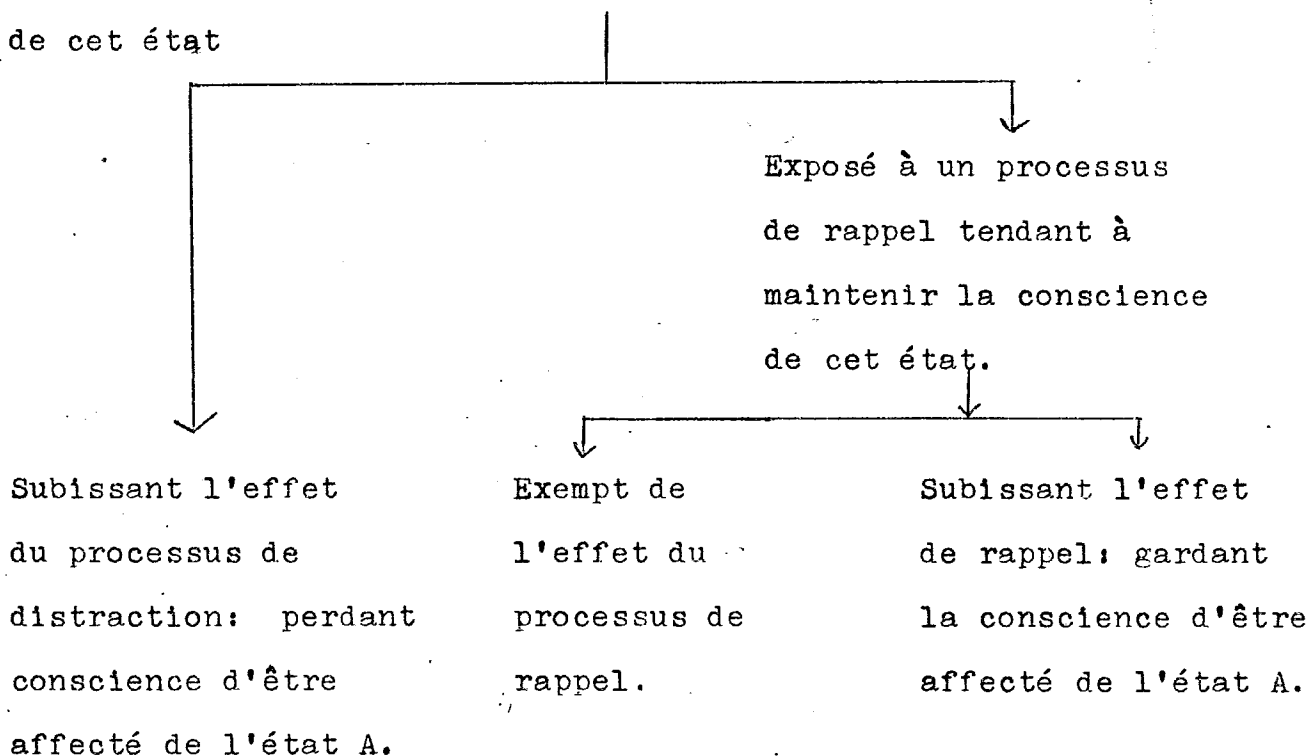 de cet état
Exposé à un processus
de rappel tendant à
maintenir la conscience
de cet état.
Subissant l'effet
du processus de
distraction: perdant
conscience d'être
affecté de l'état A.
Exempt de
l'effet du
processus de
rappel.
Subissant l'effet
de rappel: gardant
la conscience d'être
affecté de l'état A.